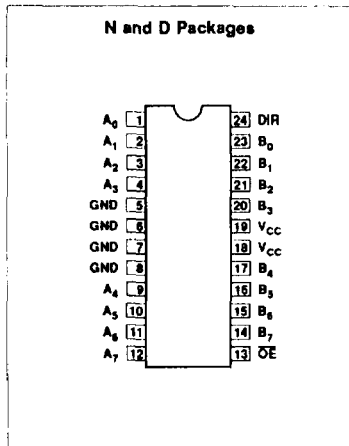 N and D Packages
A0 1 24 DIR
A1 2 23 B0
A2 3 22 B1
A3 4 21 B2
GND 5 20 B3
GND 6 19 VCC
GND 7 18 VCC
GND 8 17 B4
A4 9 16 B5
A5 10 15 B6
A6 11 14 B7
A7 12 13 O̅E̅